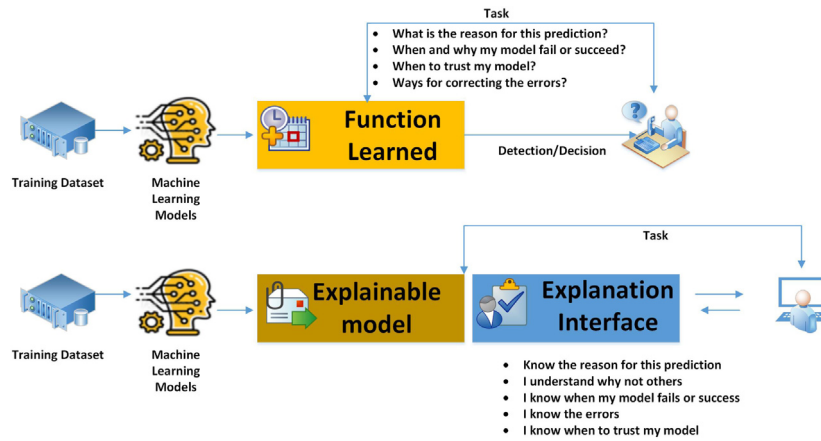 Task
• What is the reason for this prediction?
• When and why my model fail or succeed?
• When to trust my model?
• Ways for correcting the errors?
Function
Learned
Detection/Decision
Training Dataset
Machine
Learning
Models
Task
Explainable
model
Explanation
Interface
Training Dataset
Machine
Learning
Models
• Know the reason for this prediction
• I understand why not others
• I know when my model fails or success
• I know the errors
• I know when to trust my model